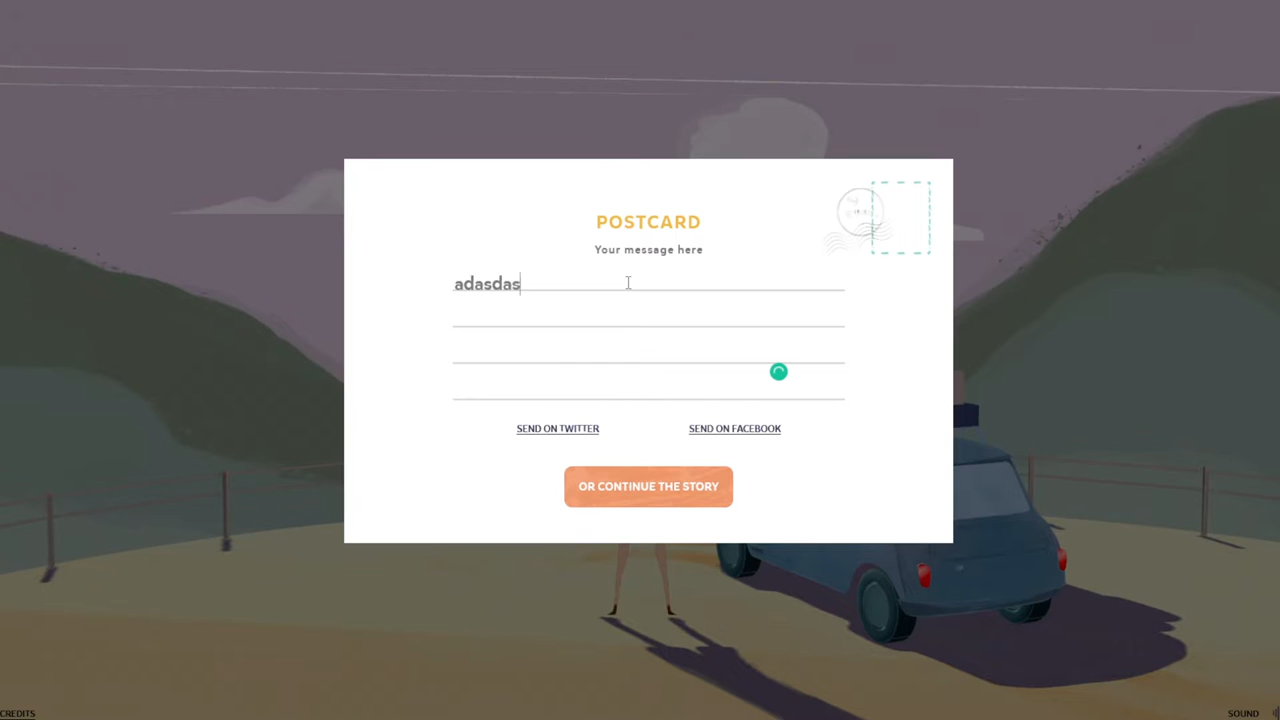 POSTCARD
Your message here
adasdas
SEND ON TWITTER
SEND ON FACEBOOK
OR CONTINUE THE STORY
CREDITS
SOUND